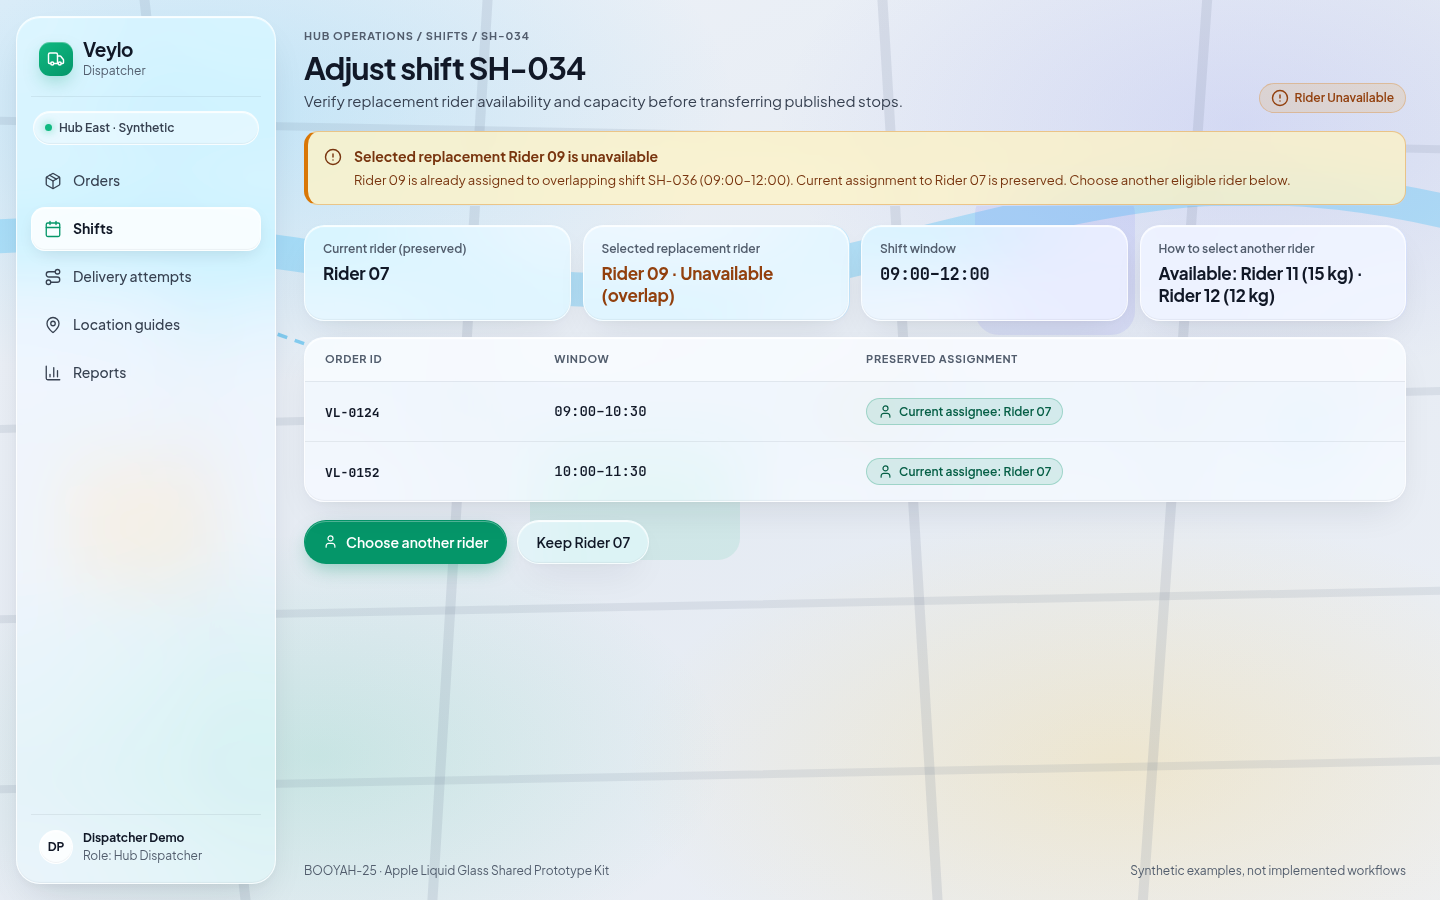 Veylo
Dispatcher
Hub East · Synthetic
Orders
Shifts
Delivery attempts
Location guides
Reports
DP
Dispatcher Demo
Role: Hub Dispatcher
HUB OPERATIONS / SHIFTS / SH-034
Adjust shift SH-034
Verify replacement rider availability and capacity before transferring published stops.
Rider Unavailable
Selected replacement Rider 09 is unavailable
Rider 09 is already assigned to overlapping shift SH-036 (09:00–12:00). Current assignment to Rider 07 is preserved. Choose another eligible rider below.
Current rider (preserved)
Rider 07
Selected replacement rider
Rider 09 · Unavailable
(overlap)
Shift window
09:00–12:00
How to select another rider
Available: Rider 11 (15 kg) ·
Rider 12 (12 kg)
ORDER ID WINDOW PRESERVED ASSIGNMENT
VL-0124 09:00–10:30 Current assignee: Rider 07
VL-0152 10:00–11:30 Current assignee: Rider 07
Choose another rider
Keep Rider 07
BOOYAH-25 · Apple Liquid Glass Shared Prototype Kit
Synthetic examples, not implemented workflows